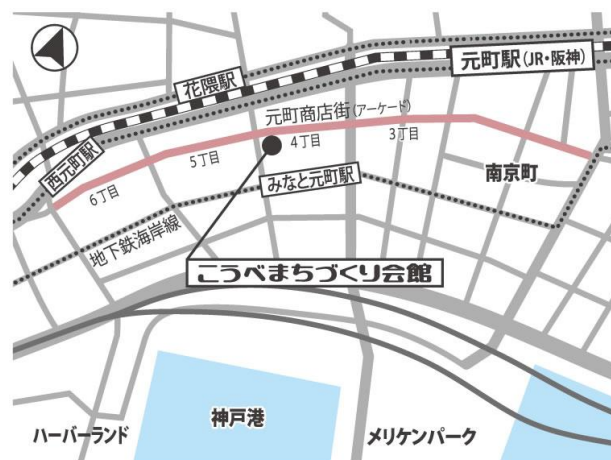 元町駅(JR・阪神)
花隈駅
元町商店街(アーケード)
西元町駅
6丁目
5丁目
4丁目
3丁目
南京町
みなと元町駅
地下鉄海岸線
こうべまちづくり会館
神戸港
ハーバーランド
メリケンパーク